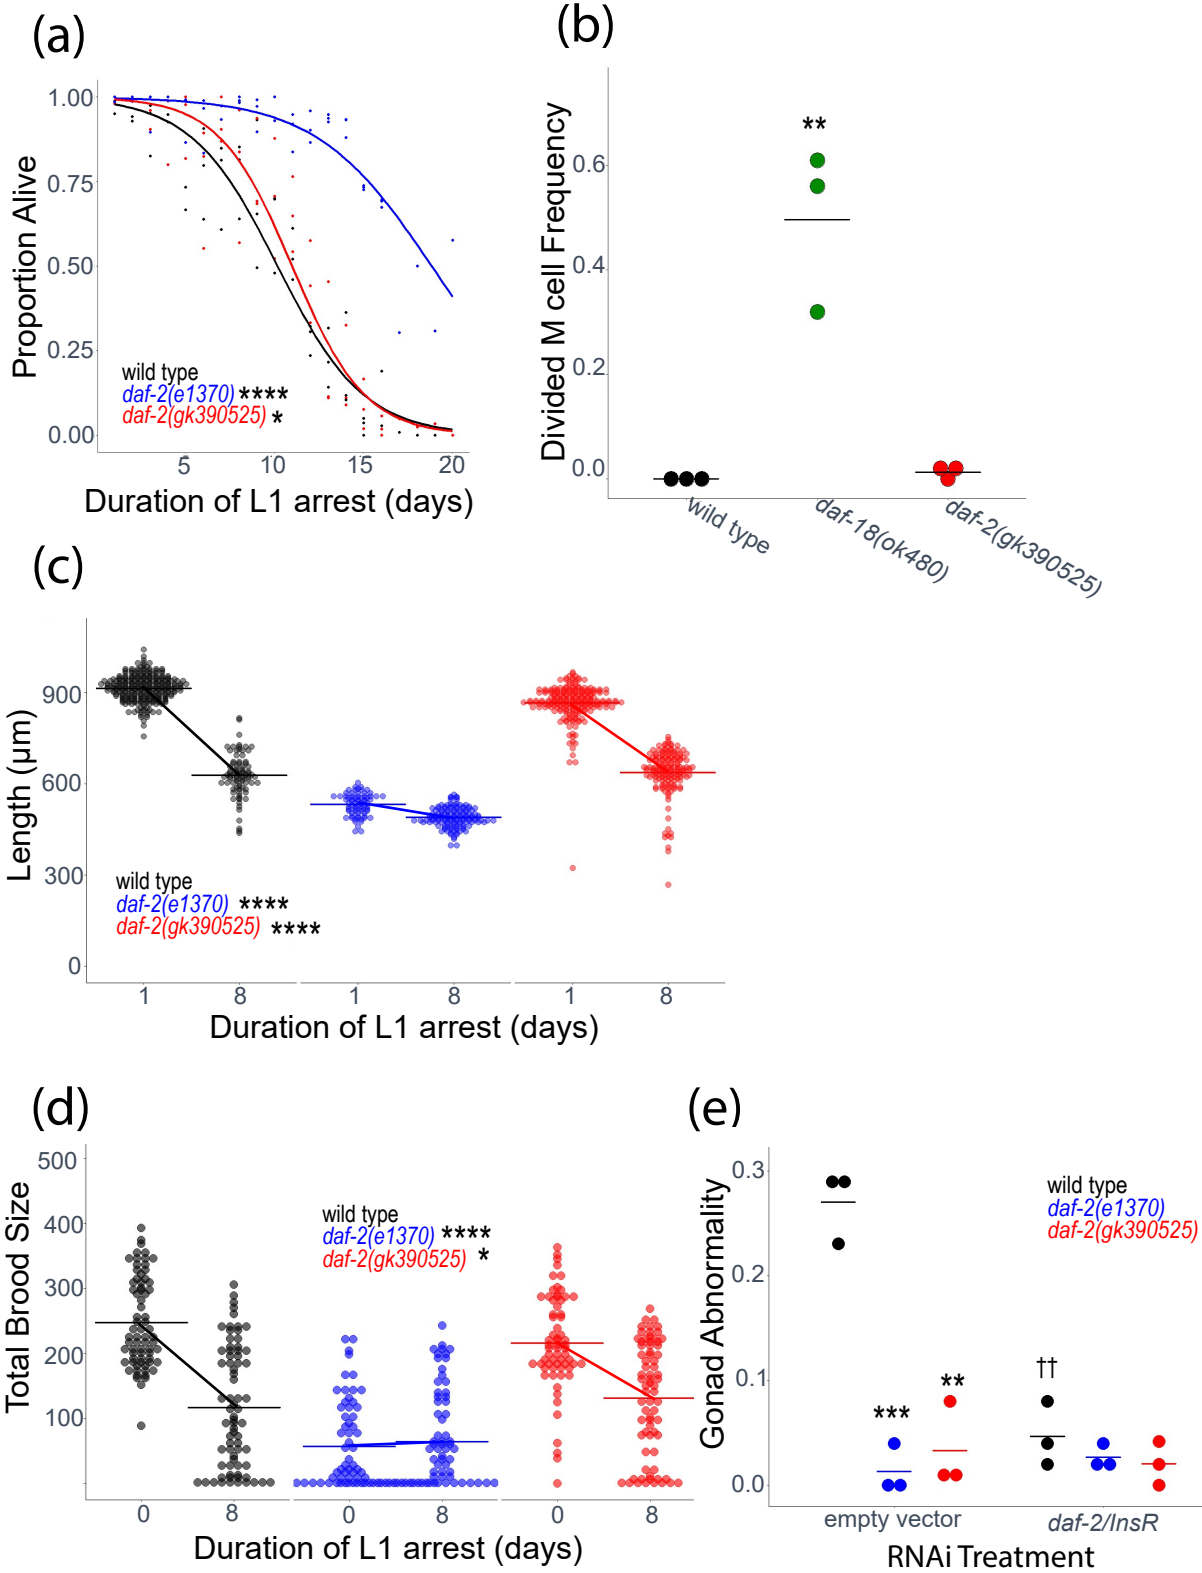 (a)
Proportion Alive
1.00
0.75
0.50
0.25
0.00
wild type
daf-2(e1370) ****
daf-2(gk390525) *
5 10 15 20
Duration of L1 arrest (days)
(b)
Divided M cell Frequency
0.6
0.4
0.2
0.0
**
wild type
daf-18(ok480)
daf-2(gk390525)
(c)
Length (µm)
900
600
300
0
wild type
daf-2(e1370) ****
daf-2(gk390525) ****
1 8 1 8 1 8
Duration of L1 arrest (days)
(d)
Total Brood Size
500
400
300
200
100
wild type
daf-2(e1370) ****
daf-2(gk390525) *
0 8 0 8 0 8
Duration of L1 arrest (days)
(e)
Gonad Abnormality
0.3
0.2
0.1
0.0
wild type
daf-2(e1370)
daf-2(gk390525)
***
**
††
empty vector daf-2/InsR
RNAi Treatment